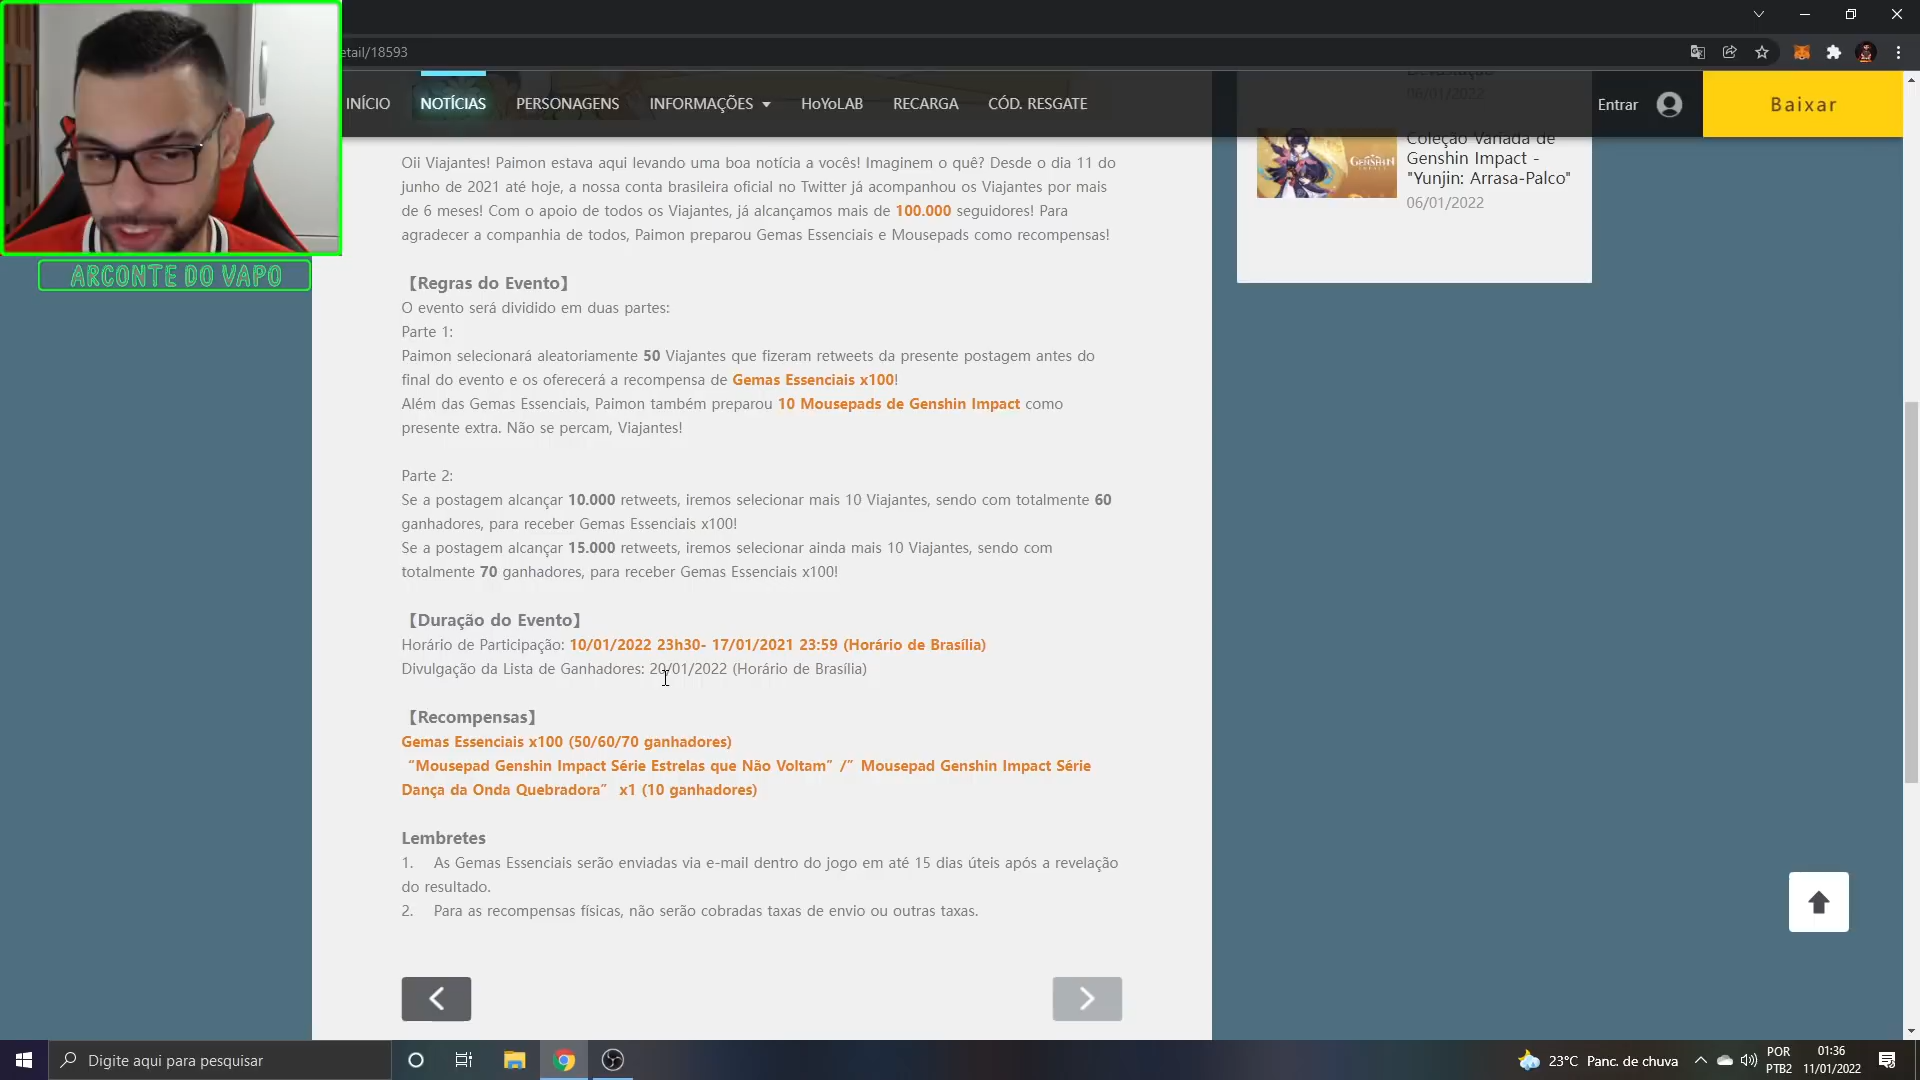 etail/18593
INÍCIO
NOTÍCIAS
PERSONAGENS
INFORMAÇÕES
HoYoLAB
RECARGA
CÓD. RESGATE
Entrar
Baixar
ARCONTE DO VAPO
Oii Viajantes! Paimon estava aqui levando uma boa notícia a vocês! Imaginem o quê? Desde o dia 11 do
junho de 2021 até hoje, a nossa conta brasileira oficial no Twitter já acompanhou os Viajantes por mais
de 6 meses! Com o apoio de todos os Viajantes, já alcançamos mais de 100.000 seguidores! Para
agradecer a companhia de todos, Paimon preparou Gemas Essenciais e Mousepads como recompensas!
【Regras do Evento】
O evento será dividido em duas partes:
Parte 1:
Paimon selecionará aleatoriamente 50 Viajantes que fizeram retweets da presente postagem antes do
final do evento e os oferecerá a recompensa de Gemas Essenciais x100!
Além das Gemas Essenciais, Paimon também preparou 10 Mousepads de Genshin Impact como
presente extra. Não se percam, Viajantes!
Parte 2:
Se a postagem alcançar 10.000 retweets, iremos selecionar mais 10 Viajantes, sendo com totalmente 60
ganhadores, para receber Gemas Essenciais x100!
Se a postagem alcançar 15.000 retweets, iremos selecionar ainda mais 10 Viajantes, sendo com
totalmente 70 ganhadores, para receber Gemas Essenciais x100!
【Duração do Evento】
Horário de Participação: 10/01/2022 23h30- 17/01/2021 23:59 (Horário de Brasília)
Divulgação da Lista de Ganhadores: 20/01/2022 (Horário de Brasília)
【Recompensas】
Gemas Essenciais x100 (50/60/70 ganhadores)
“Mousepad Genshin Impact Série Estrelas que Não Voltam” /” Mousepad Genshin Impact Série
Dança da Onda Quebradora” x1 (10 ganhadores)
Lembretes
1. As Gemas Essenciais serão enviadas via e-mail dentro do jogo em até 15 dias úteis após a revelação
do resultado.
2. Para as recompensas físicas, não serão cobradas taxas de envio ou outras taxas.
06/01/2022
GENSHIN
Coleção Variada de
Genshin Impact -
"Yunjin: Arrasa-Palco"
06/01/2022
Digite aqui para pesquisar
23°C Panc. de chuva
POR
PTB2
01:36
11/01/2022